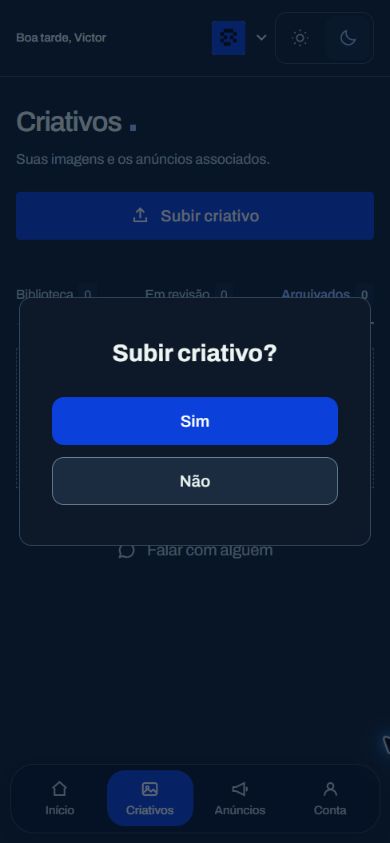 Boa tarde, Victor
Criativos.
Suas imagens e os anúncios associados.
Subir criativo
Biblioteca 0 Em revisão 0 Arquivados 0
Subir criativo?
Sim
Não
Falar com alguém
Início Criativos Anúncios Conta